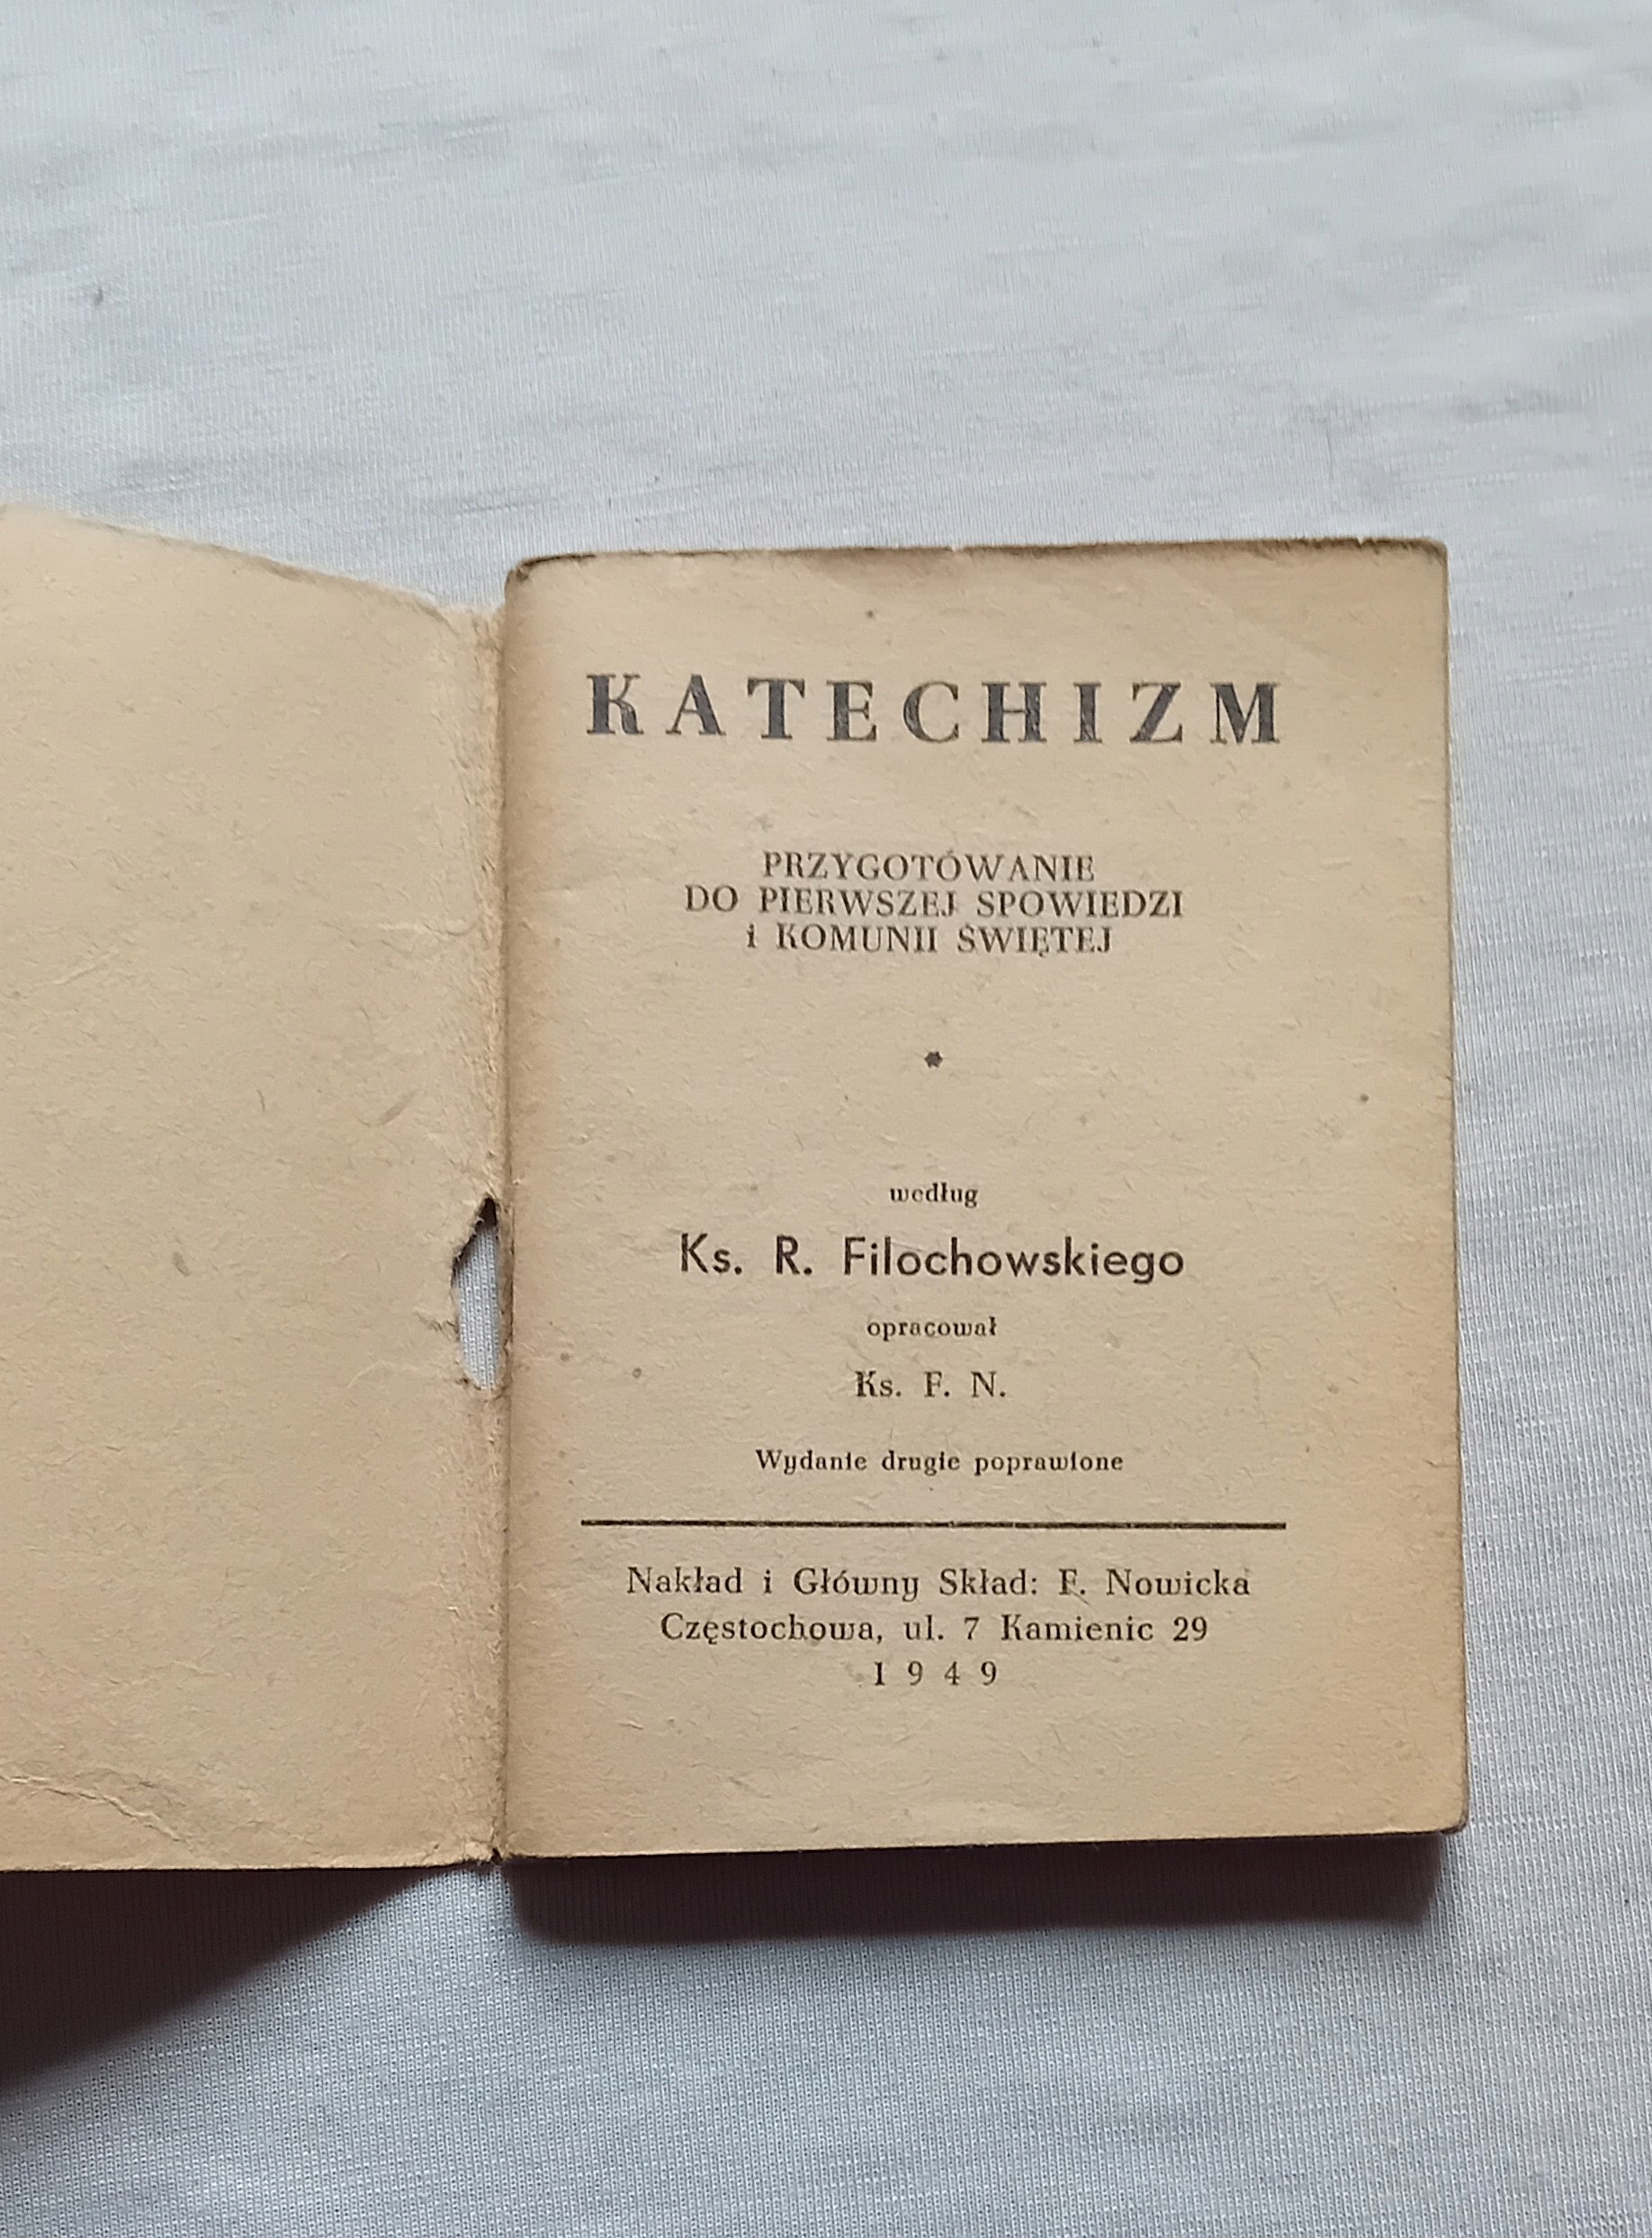 KATECHIZM
PRZYGOTÓWANIE
DO PIERWSZEJ SPOWIEDZI
i KOMUNII ŚWIĘTEJ
*
według
Ks. R. Filochowskiego
opracował
Ks. F. N.
Wydanie drugie poprawione
Nakład i Główny Skład: F. Nowicka
Częstochowa, ul. 7 Kamienic 29
1949